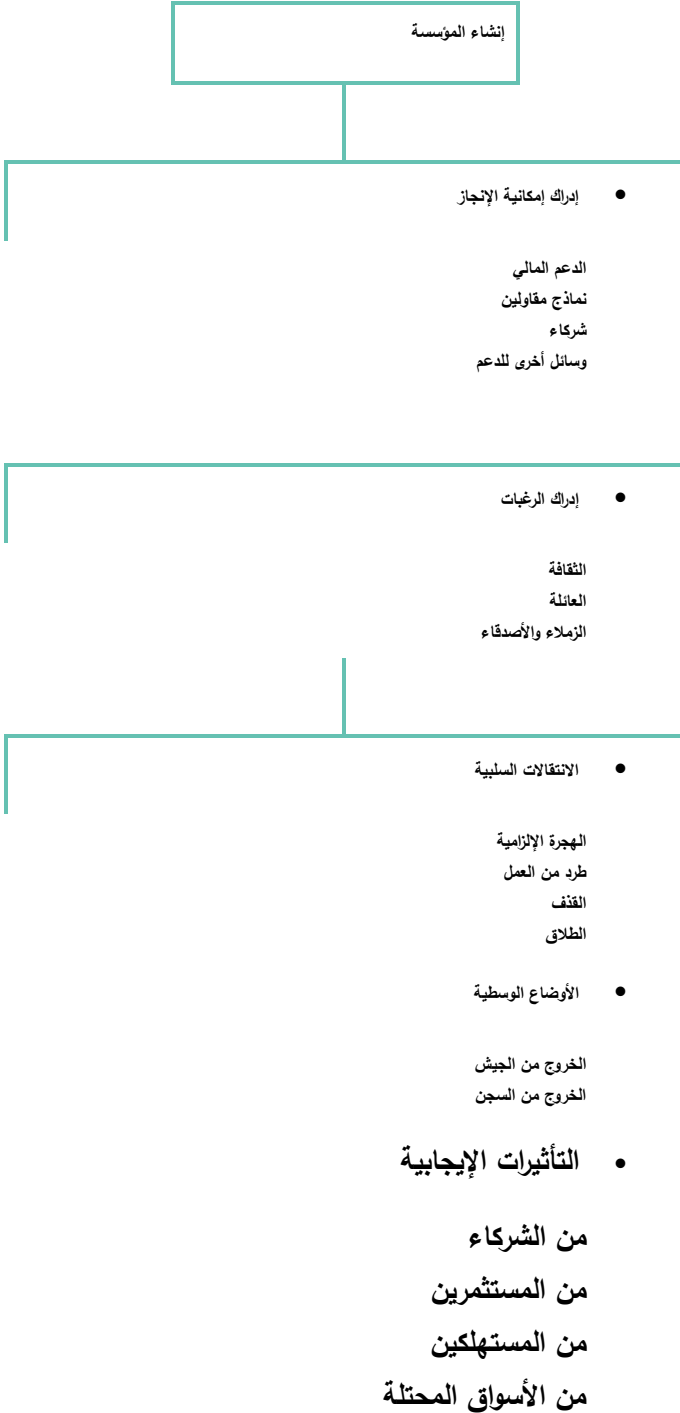 إنشاء المؤسسة
• إدراك إمكانية الإنجاز
الدعم المالي
نماذج مقاولين
شركاء
وسائل أخرى للدعم
• إدراك الرغبات
الثقافة
العائلة
الزملاء والأصدقاء
• الانتقالات السلبية
الهجرة الإلزامية
طرد من العمل
القذف
الطلاق
• الأوضاع الوسطية
الخروج من الجيش
الخروج من السجن
• التأثيرات الإيجابية
من الشركاء
من المستثمرين
من المستهلكين
من الأسواق المحتلة